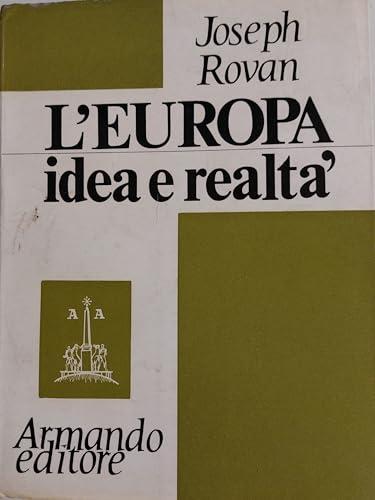 Joseph
Rovan
L'EUROPA
idea e realta'
A A
Armando
editore